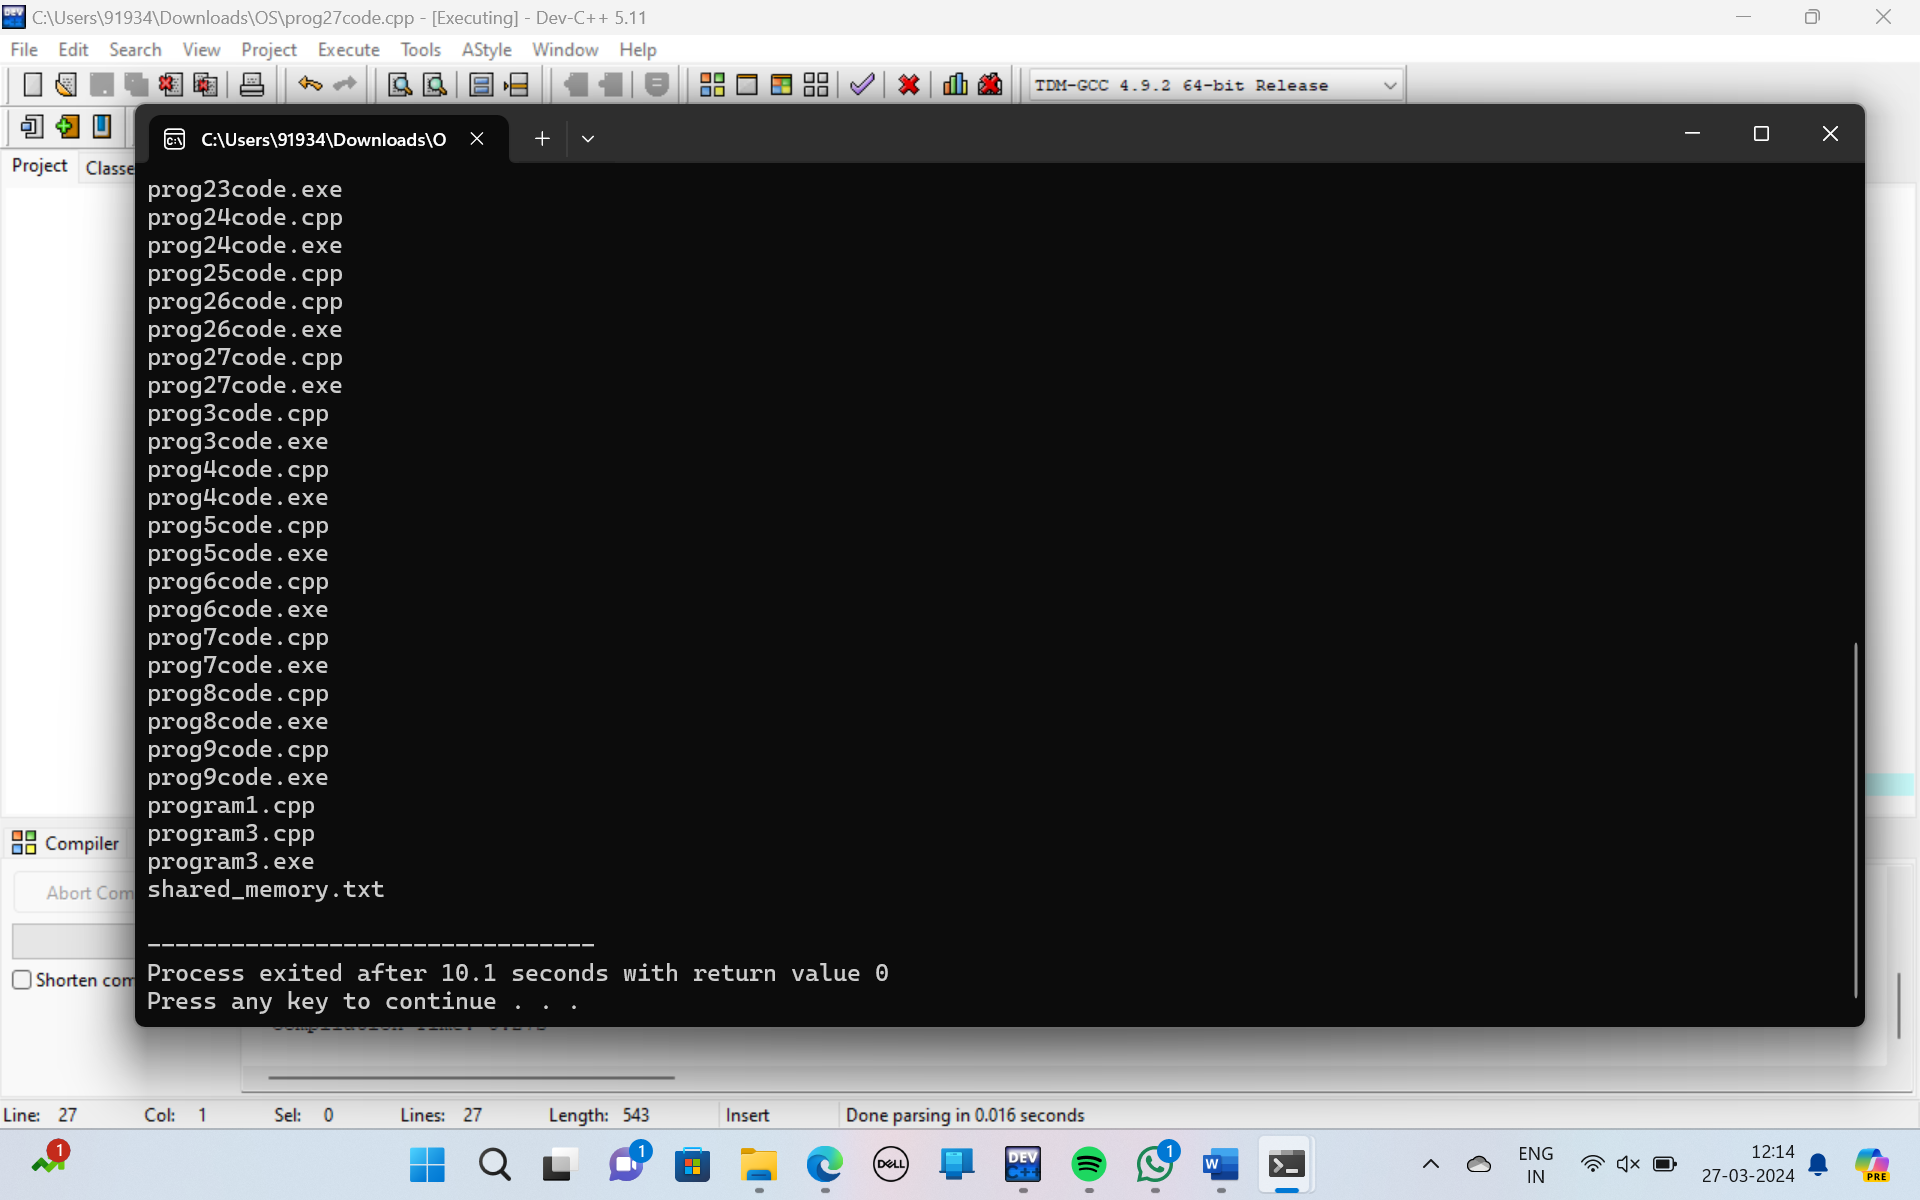 C:\Users\91934\Downloads\OS\prog27code.cpp - [Executing] - Dev-C++ 5.11
File Edit Search View Project Execute Tools AStyle Window Help
TDM-GCC 4.9.2 64-bit Release
C:\Users\91934\Downloads\O
Project Classe
prog23code.exe
prog24code.cpp
prog24code.exe
prog25code.cpp
prog26code.cpp
prog26code.exe
prog27code.cpp
prog27code.exe
prog3code.cpp
prog3code.exe
prog4code.cpp
prog4code.exe
prog5code.cpp
prog5code.exe
prog6code.cpp
prog6code.exe
prog7code.cpp
prog7code.exe
prog8code.cpp
prog8code.exe
prog9code.cpp
prog9code.exe
program1.cpp
program3.cpp
program3.exe
shared_memory.txt
--------------------------------
Process exited after 10.1 seconds with return value 0
Press any key to continue . . .
Compiler
Abort Com
Shorten com
Line: 27 Col: 1 Sel: 0 Lines: 27 Length: 543 Insert Done parsing in 0.016 seconds
1
1
DELL
DEV C++
1
W
ENG
IN
12:14
27-03-2024
PRE